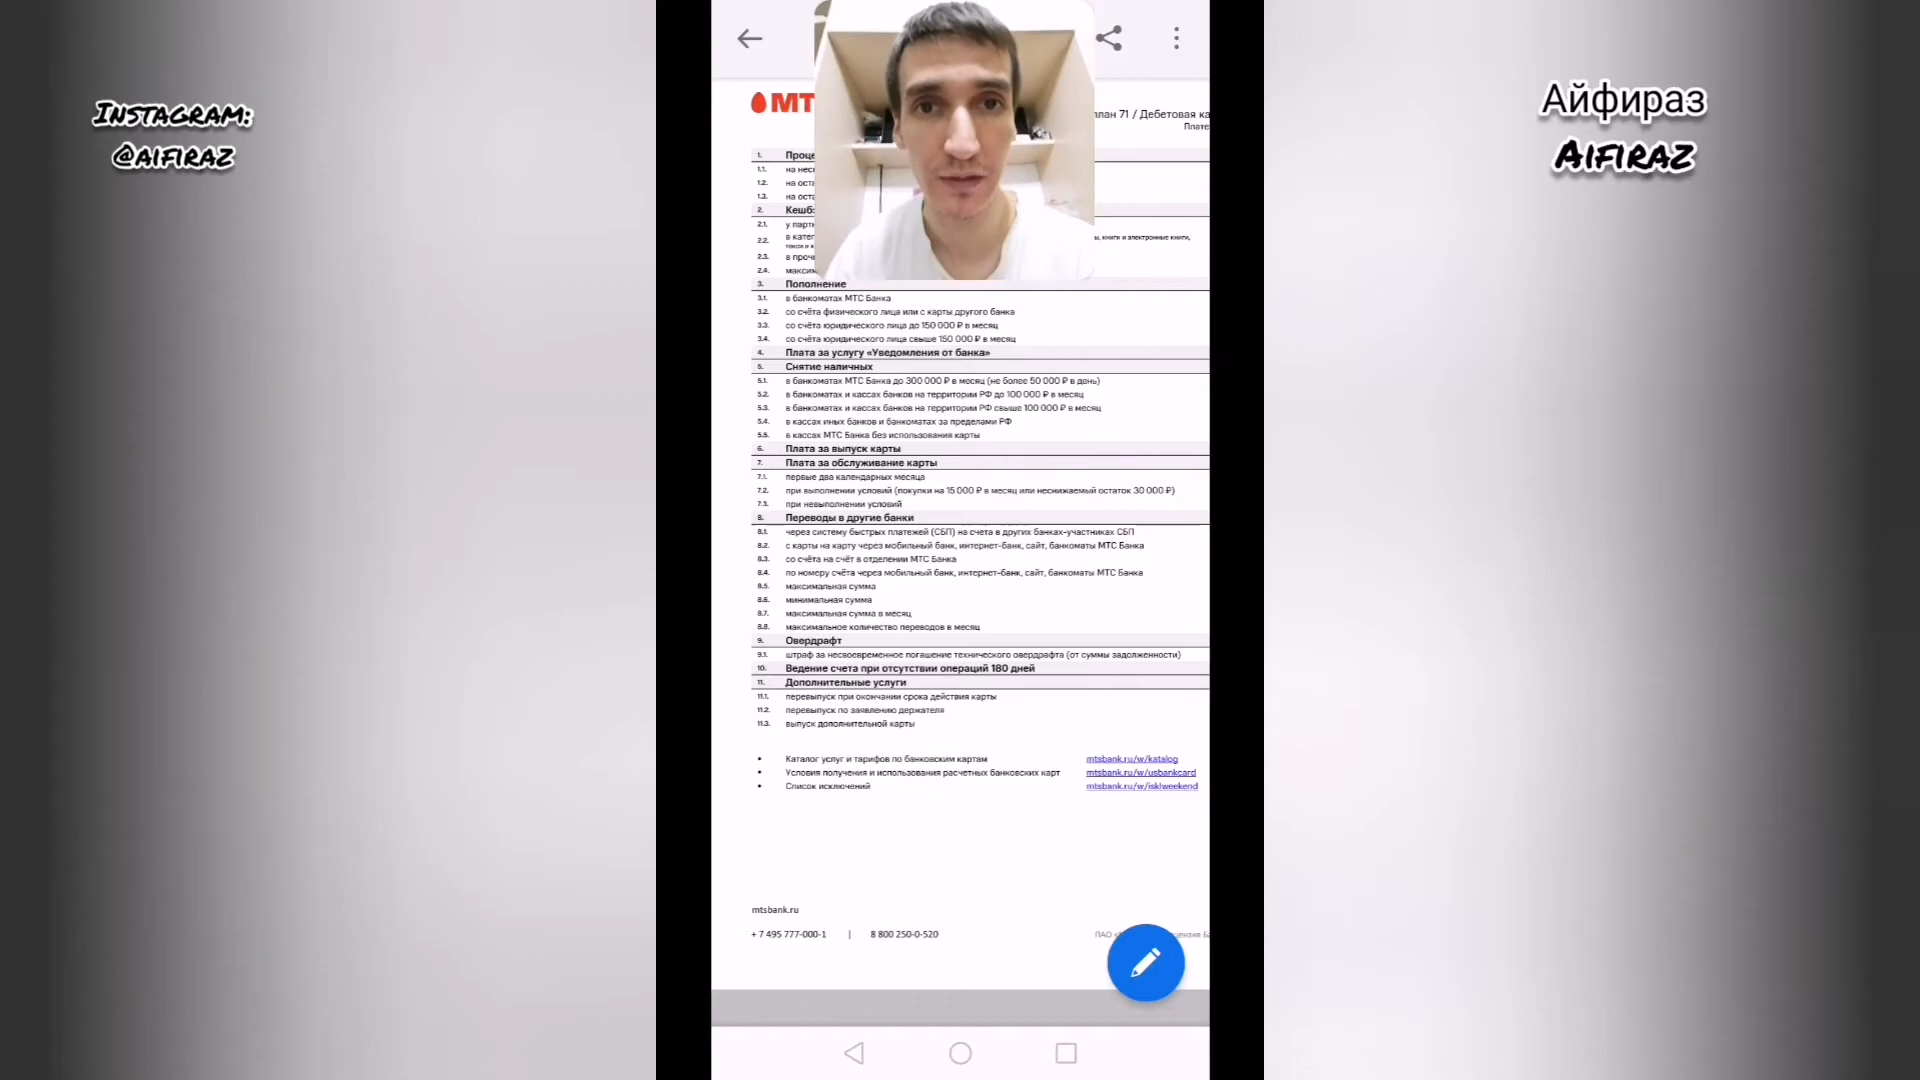 INSTAGRAM:
@AIFIRAZ
Айфираз
AIFIRAZ
МТ
план 71 / Дебетовая ка
Плате
1. Проце
1.1. на нес
1.2. на оста
1.3. на оста
2. Кешб
2.1. у парт
2.2. в катег
ы, книги и электронные книги,
такси и к
2.3. в проч
2.4. максим
3. Пополнение
3.1. в банкоматах МТС Банка
3.2. со счёта физического лица или с карты другого банка
3.3. со счёта юридического лица до 150 000 ₽ в месяц
3.4. со счёта юридического лица свыше 150 000 ₽ в месяц
4. Плата за услугу «Уведомления от банка»
5. Снятие наличных
5.1. в банкоматах МТС Банка до 300 000 ₽ в месяц (не более 50 000 ₽ в день)
5.2. в банкоматах и кассах банков на территории РФ до 100 000 ₽ в месяц
5.3. в банкоматах и кассах банков на территории РФ свыше 100 000 ₽ в месяц
5.4. в кассах иных банков и банкоматах за пределами РФ
5.5. в кассах МТС Банка без использования карты
6. Плата за выпуск карты
7. Плата за обслуживание карты
7.1. первые два календарных месяца
7.2. при выполнении условий (покупки на 15 000 ₽ в месяц или неснижаемый остаток 30 000 ₽)
7.3. при невыполнении условий
8. Переводы в другие банки
8.1. через систему быстрых платежей (СБП) на счета в других банках-участниках СБП
8.2. с карты на карту через мобильный банк, интернет-банк, сайт, банкоматы МТС Банка
8.3. со счёта на счёт в отделении МТС Банка
8.4. по номеру счёта через мобильный банк, интернет-банк, сайт, банкоматы МТС Банка
8.5. максимальная сумма
8.6. минимальная сумма
8.7. максимальная сумма в месяц
8.8. максимальное количество переводов в месяц
9. Овердрафт
9.1. штраф за несвоевременное погашение технического овердрафта (от суммы задолженности)
10. Ведение счета при отсутствии операций 180 дней
11. Дополнительные услуги
11.1. перевыпуск при окончании срока действия карты
11.2. перевыпуск по заявлению держателя
11.3. выпуск дополнительной карты
• Каталог услуг и тарифов по банковским картам mtsbank.ru/w/katalog
• Условия получения и использования расчетных банковских карт mtsbank.ru/w/usbankcard
• Список исключений mtsbank.ru/w/isklweekend
mtsbank.ru
+ 7 495 777-000-1 | 8 800 250-0-520
ПАО